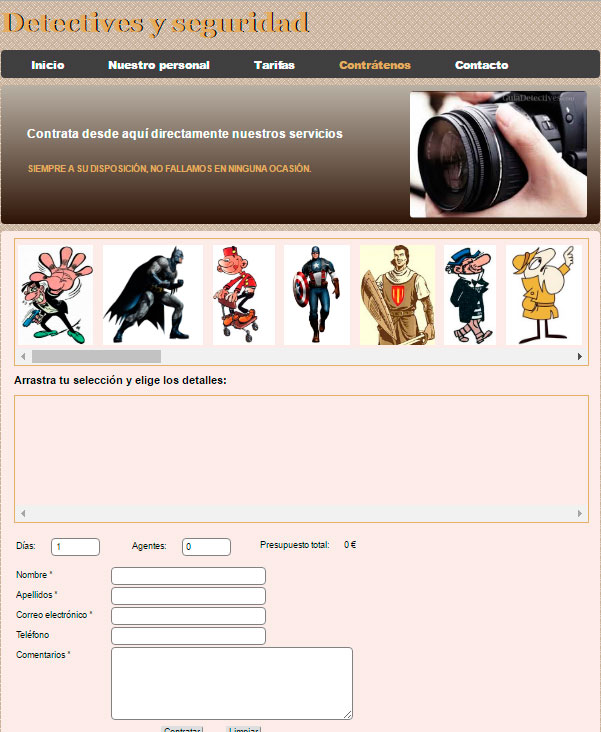 Detectives y seguridad
Inicio Nuestro personal Tarifas Contrátenos Contacto
GuiaDetectives.com
Contrata desde aquí directamente nuestros servicios
SIEMPRE A SU DISPOSICIÓN, NO FALLAMOS EN NINGUNA OCASIÓN.
Arrastra tu selección y elige los detalles:
Días: 1 Agentes: 0 Presupuesto total: 0 €
Nombre *
Apellidos *
Correo electrónico *
Teléfono
Comentarios *
Contratar Limpiar